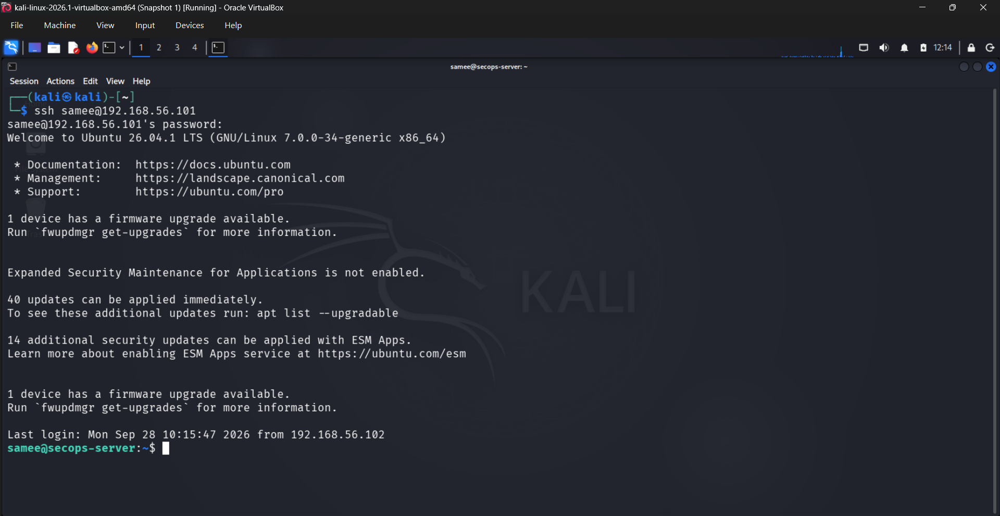 kali-linux-2026.1-virtualbox-amd64 (Snapshot 1) [Running] - Oracle VirtualBox
File Machine View Input Devices Help
1 2 3 4 12:14
samee@secops-server: ~
Session Actions Edit View Help
┌──(kali㉿kali)-[~]
└─$ ssh samee@192.168.56.101
samee@192.168.56.101's password:
Welcome to Ubuntu 26.04.1 LTS (GNU/Linux 7.0.0-34-generic x86_64)
* Documentation: https://docs.ubuntu.com
* Management: https://landscape.canonical.com
* Support: https://ubuntu.com/pro
1 device has a firmware upgrade available.
Run `fwupdmgr get-upgrades` for more information.
Expanded Security Maintenance for Applications is not enabled.
40 updates can be applied immediately.
To see these additional updates run: apt list --upgradable
14 additional security updates can be applied with ESM Apps.
Learn more about enabling ESM Apps service at https://ubuntu.com/esm
1 device has a firmware upgrade available.
Run `fwupdmgr get-upgrades` for more information.
Last login: Mon Sep 28 10:15:47 2026 from 192.168.56.102
samee@secops-server:~$
KALI